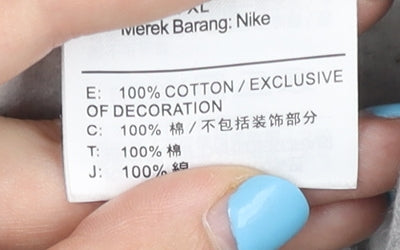 XL
Merek Barang: Nike
E: 100% COTTON / EXCLUSIVE
OF DECORATION
C: 100% 棉 / 不包括装饰部分
T: 100% 棉
J: 100% 綿